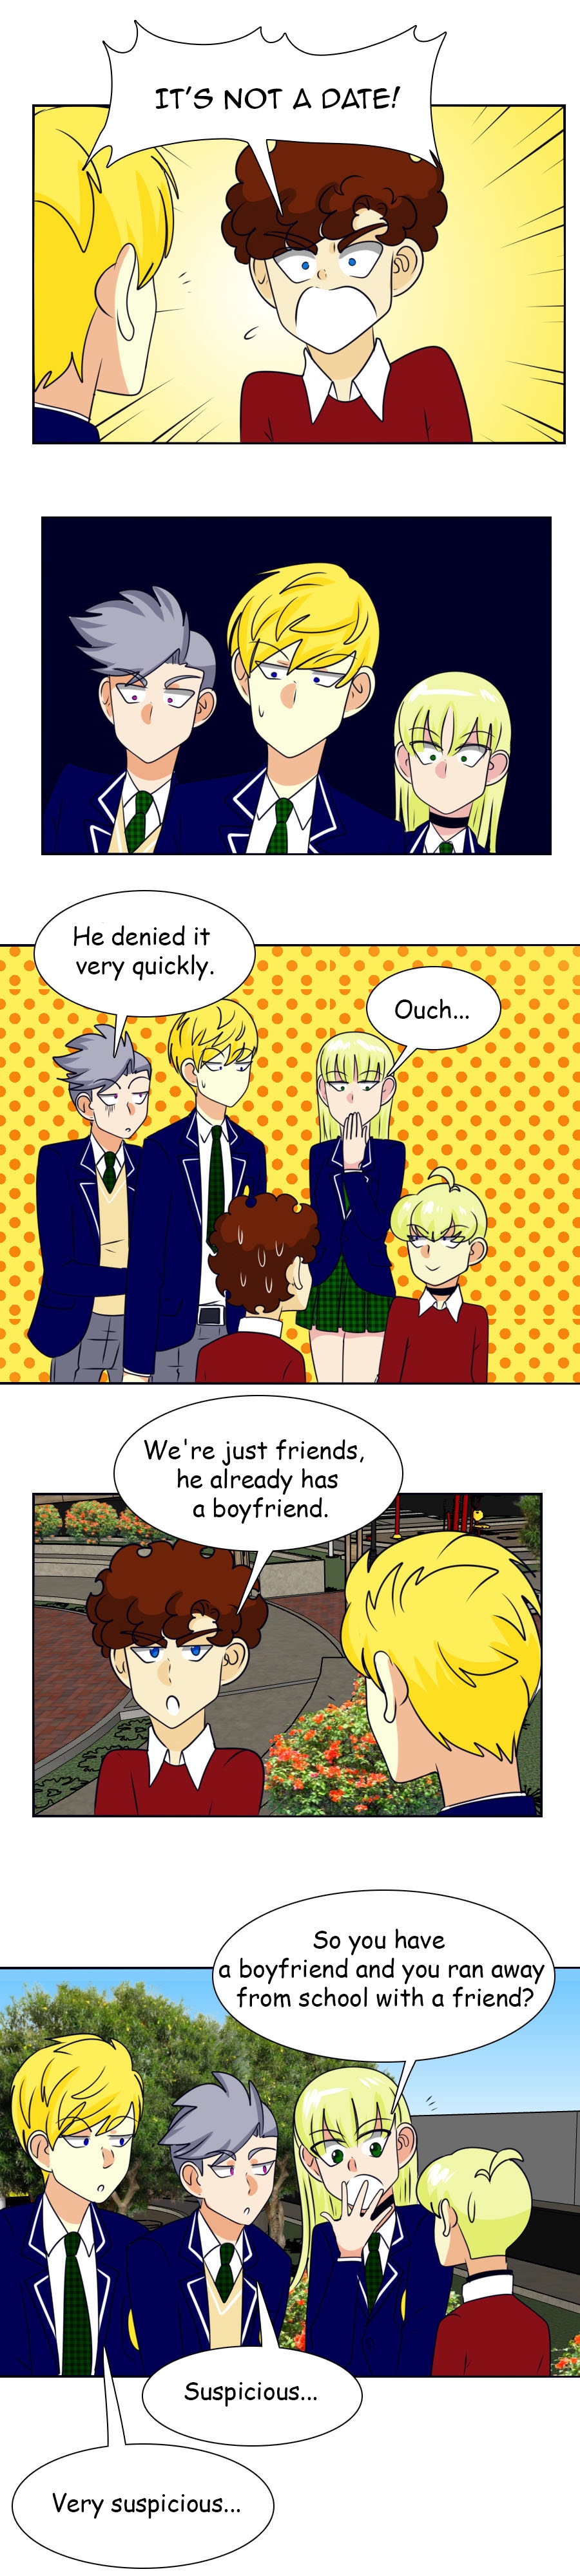 IT'S NOT A DATE!
He denied it
very quickly.
Ouch...
We're just friends,
he already has
a boyfriend.
So you have
a boyfriend and you ran away
from school with a friend?
Suspicious...
Very suspicious...